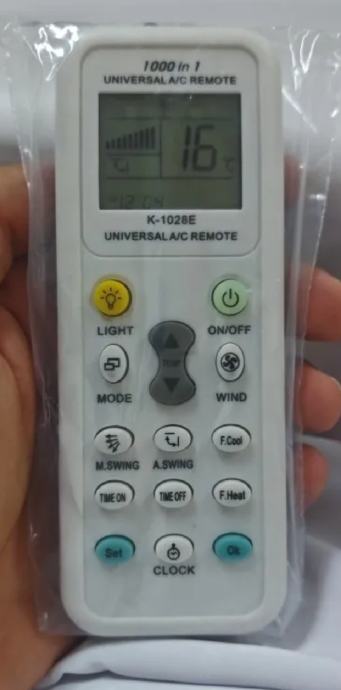 1000 in 1
UNIVERSAL A/C REMOTE
16 °C
K-1028E
UNIVERSAL A/C REMOTE
LIGHT ON/OFF
TEMP
MODE WIND
F.Cool
M.SWING A.SWING
TIME ON TIME OFF F.Heat
Set Ok
CLOCK